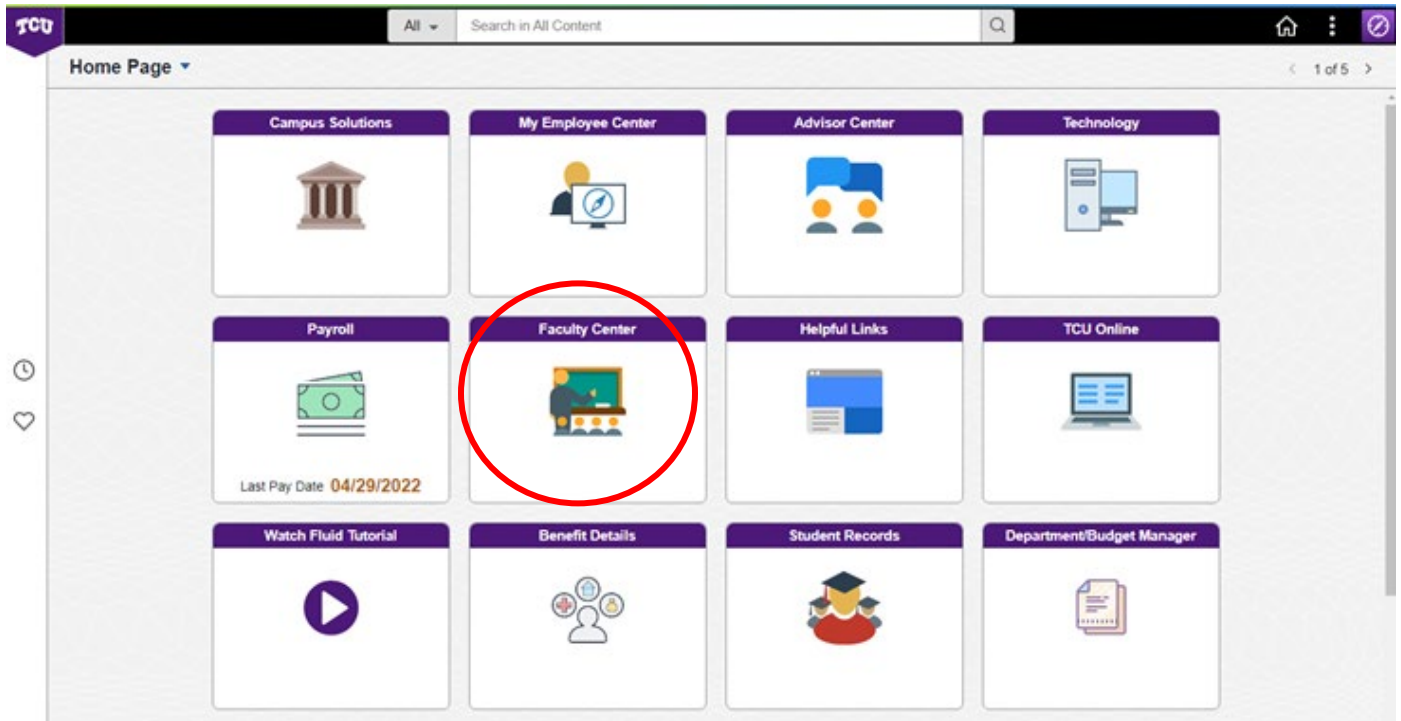 TCU
All
Search in All Content
Home Page
1 of 5
Campus Solutions
My Employee Center
Advisor Center
Technology
Payroll
Last Pay Date 04/29/2022
Faculty Center
Helpful Links
TCU Online
Watch Fluid Tutorial
Benefit Details
Student Records
Department/Budget Manager